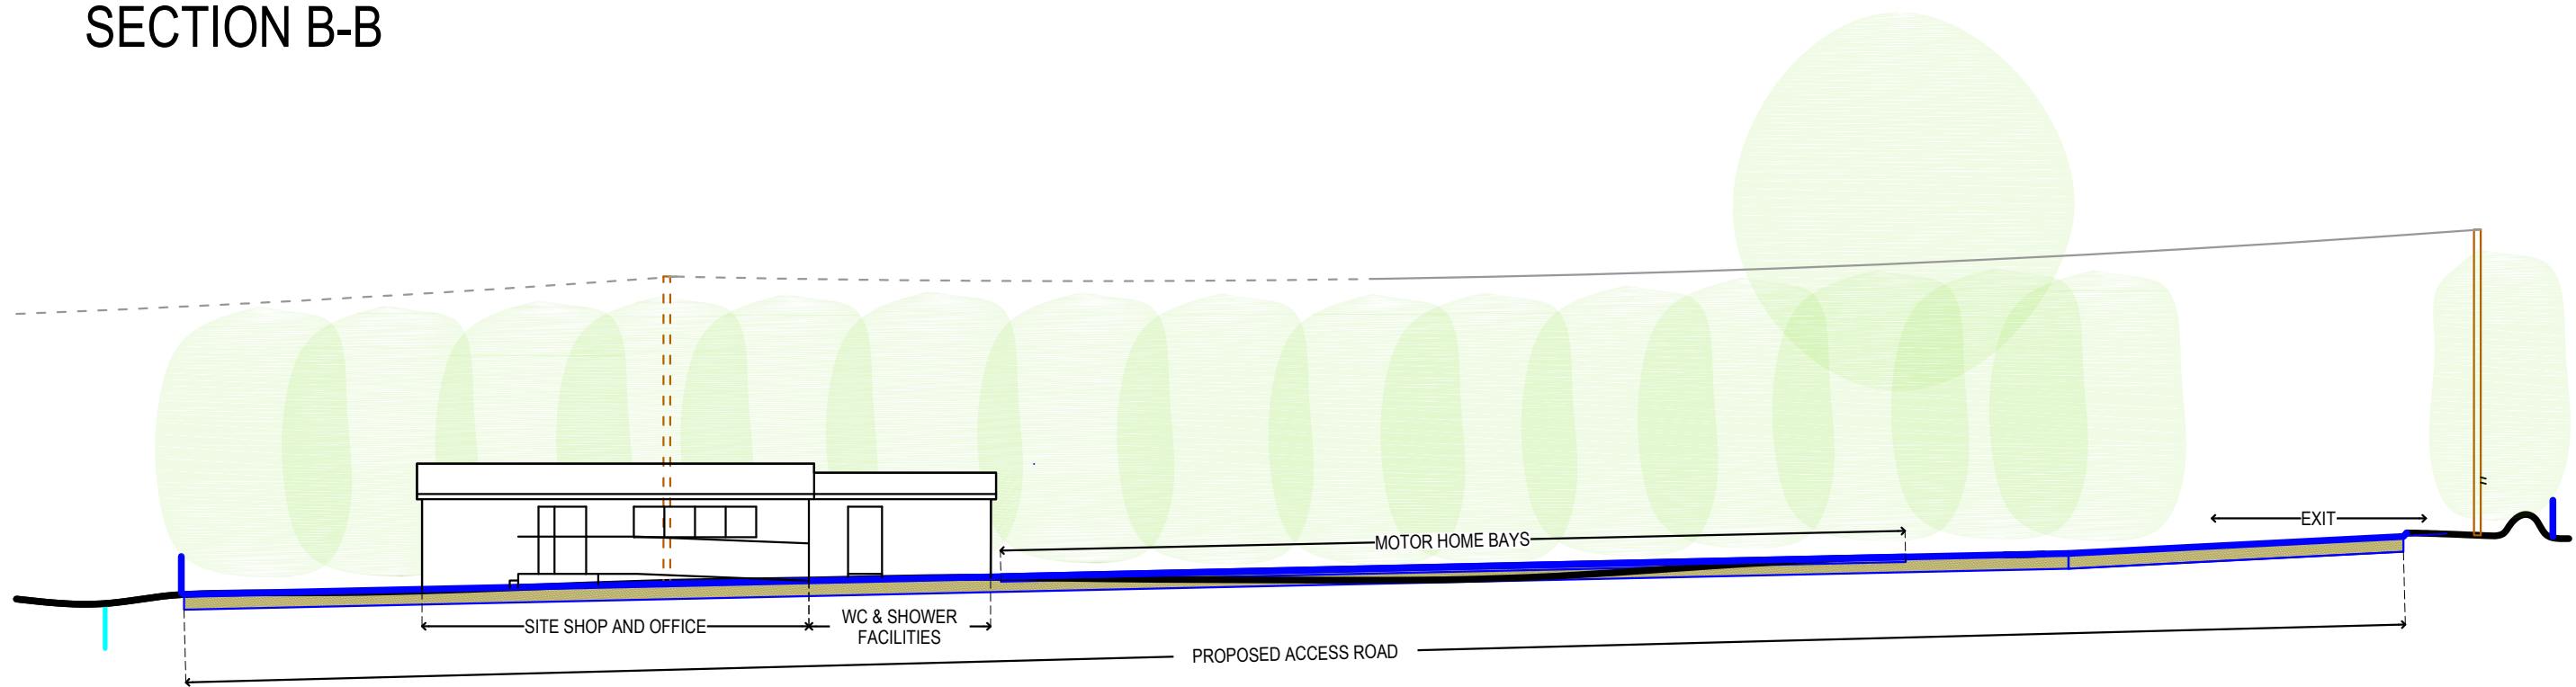 SECTION B-B
EXIT
MOTOR HOME BAYS
SITE SHOP AND OFFICE
WC & SHOWER
FACILITIES
PROPOSED ACCESS ROAD